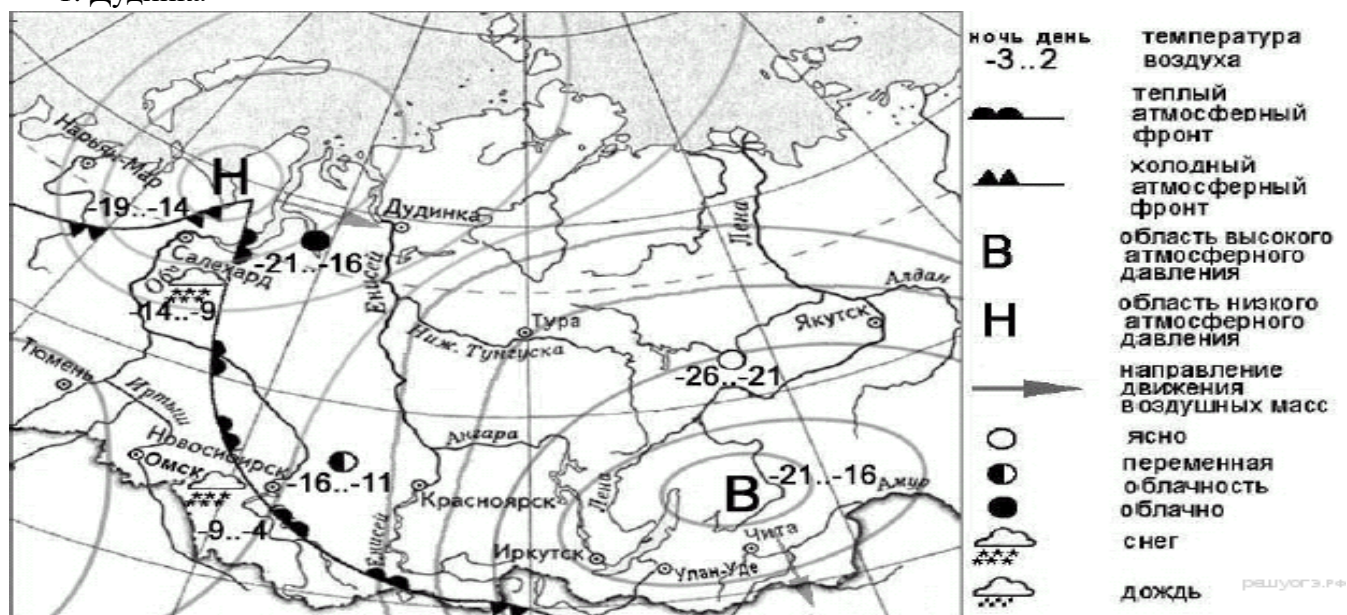 Нарьян-Мар
Н
-19..-14
Дудинка
Салехард
-21..-16
Обь
-14..-9
Енисей
Лена
Алдан
Тура
Ниж. Тунгуска
Якутск
-26..-21
Тюмень
Иртыш
Новосибирск
Омск
-16..-11
-9..-4
Ангара
Красноярск
Енисей
Лена
В
-21..-16
Амур
Чита
Иркутск
Улан-Уде
ночь день
-3..2
температура
воздуха
теплый
атмосферный
фронт
холодный
атмосферный
фронт
В
область высокого
атмосферного
давления
Н
область низкого
атмосферного
давления
направление
движения
воздушных масс
ясно
переменная
облачность
облачно
снег
дождь
решуогэ.рф